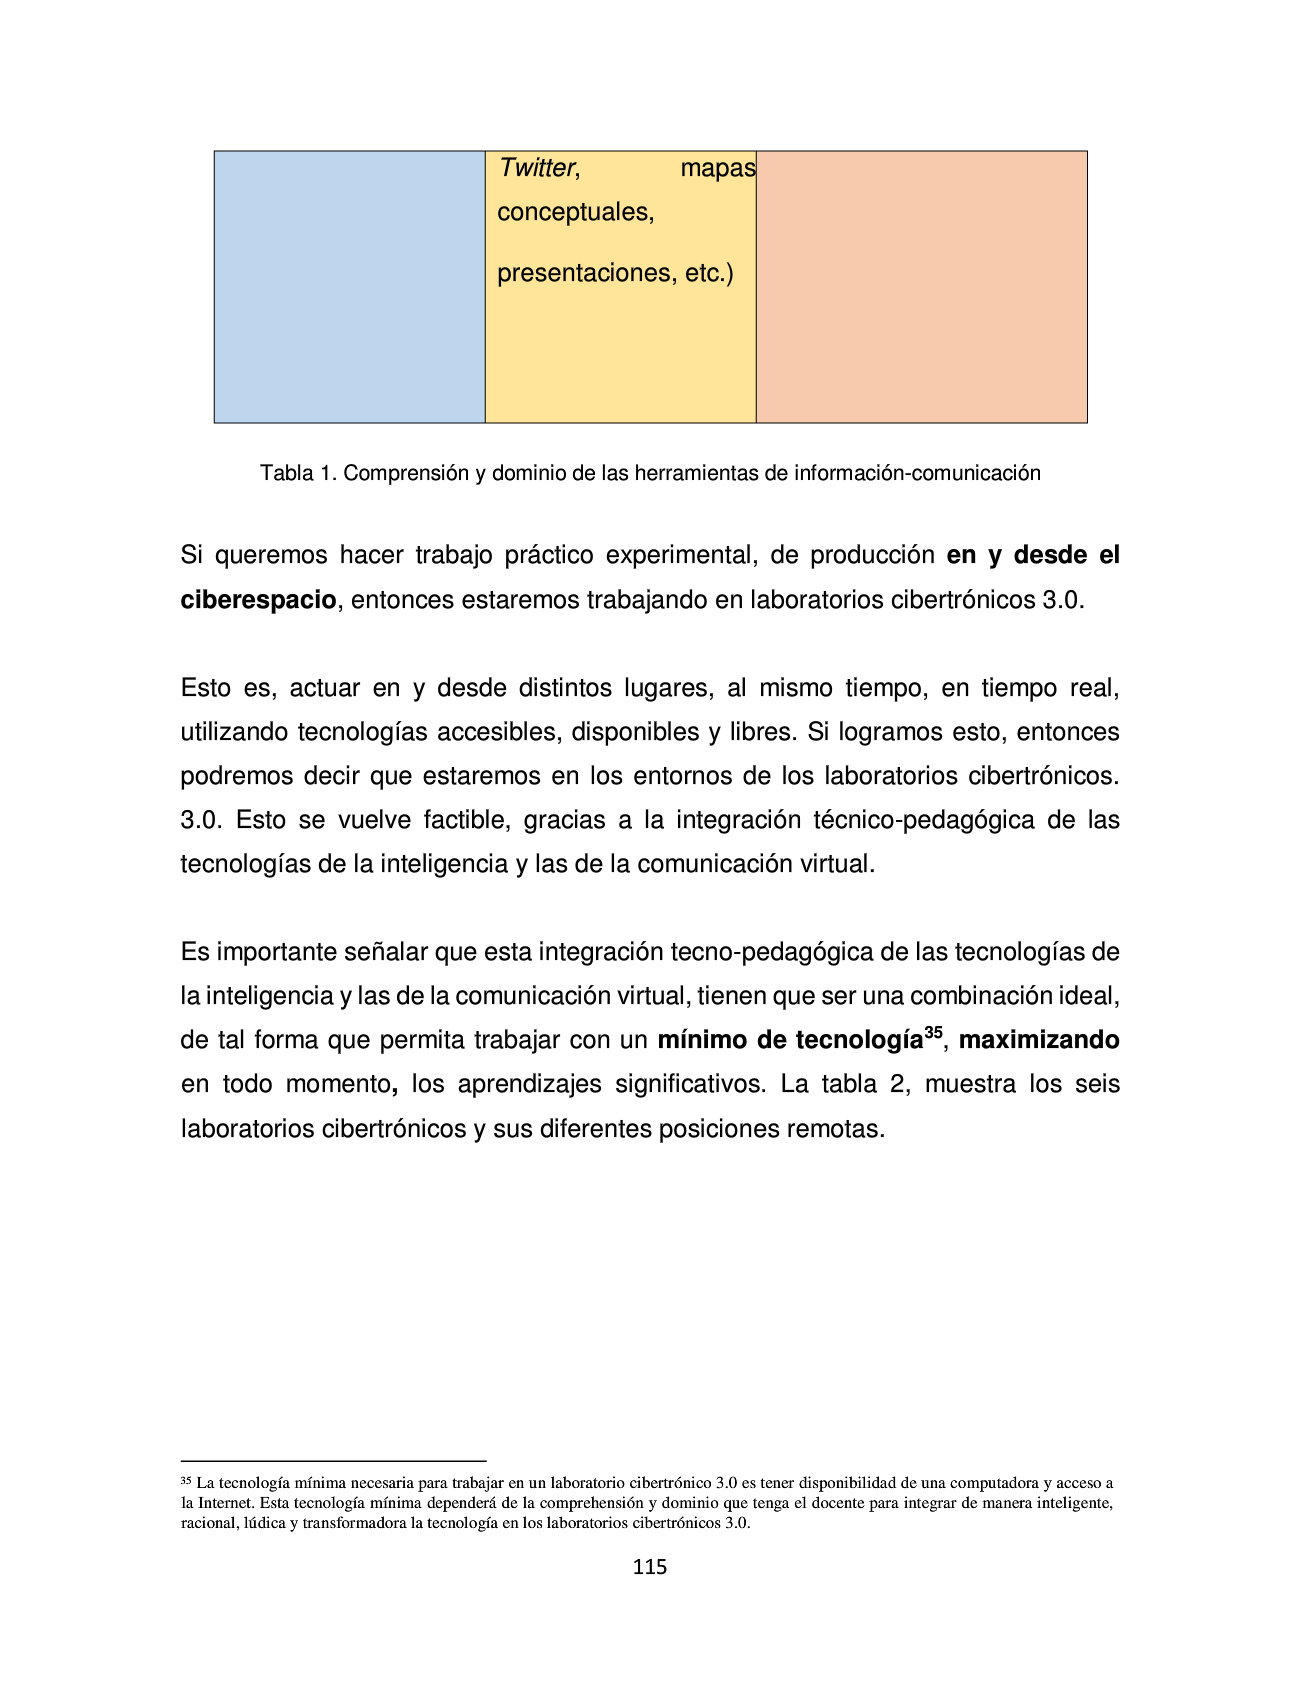 Twitter, mapas
conceptuales,
presentaciones, etc.)
Tabla 1. Comprensión y dominio de las herramientas de información-comunicación
Si queremos hacer trabajo práctico experimental, de producción en y desde el
ciberespacio, entonces estaremos trabajando en laboratorios cibertrónicos 3.0.
Esto es, actuar en y desde distintos lugares, al mismo tiempo, en tiempo real,
utilizando tecnologías accesibles, disponibles y libres. Si logramos esto, entonces
podremos decir que estaremos en los entornos de los laboratorios cibertrónicos.
3.0. Esto se vuelve factible, gracias a la integración técnico-pedagógica de las
tecnologías de la inteligencia y las de la comunicación virtual.
Es importante señalar que esta integración tecno-pedagógica de las tecnologías de
la inteligencia y las de la comunicación virtual, tienen que ser una combinación ideal,
de tal forma que permita trabajar con un mínimo de tecnología35, maximizando
en todo momento, los aprendizajes significativos. La tabla 2, muestra los seis
laboratorios cibertrónicos y sus diferentes posiciones remotas.
35 La tecnología mínima necesaria para trabajar en un laboratorio cibertrónico 3.0 es tener disponibilidad de una computadora y acceso a
la Internet. Esta tecnología mínima dependerá de la comprehensión y dominio que tenga el docente para integrar de manera inteligente,
racional, lúdica y transformadora la tecnología en los laboratorios cibertrónicos 3.0.
115